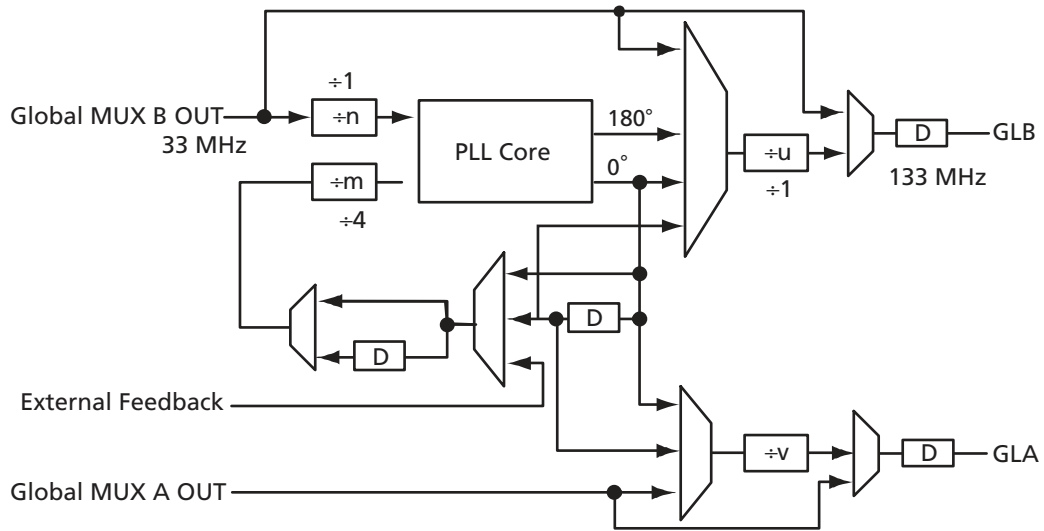 ÷1
Global MUX B OUT
÷n
33 MHz
PLL Core
180°
0°
÷u
÷1
D
GLB
133 MHz
÷m
÷4
D
D
External Feedback
÷v
D
GLA
Global MUX A OUT